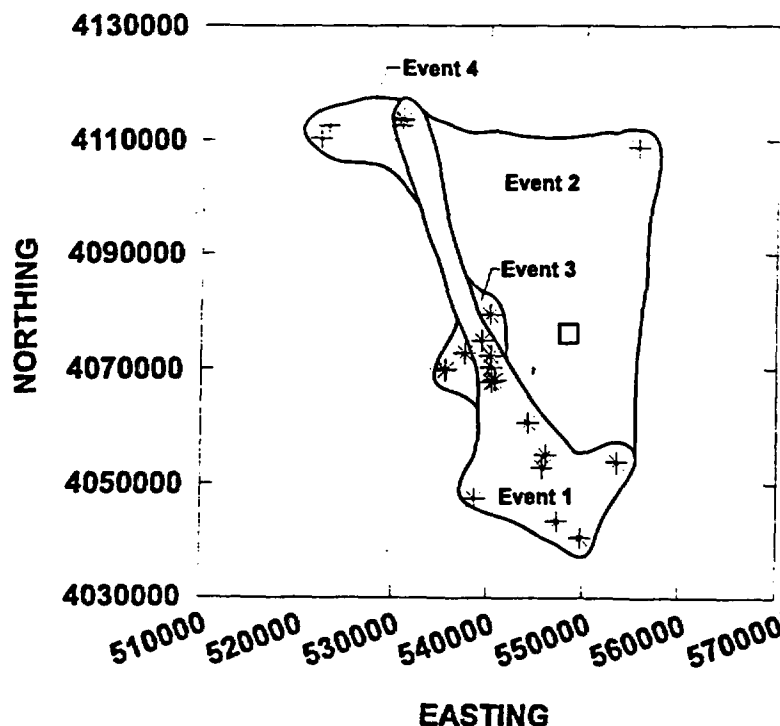 4130000
Event 4
4110000
Event 2
4090000
Event 3
NORTHING
4070000
4050000
Event 1
4030000
510000
520000
530000
540000
550000
560000
570000
EASTING